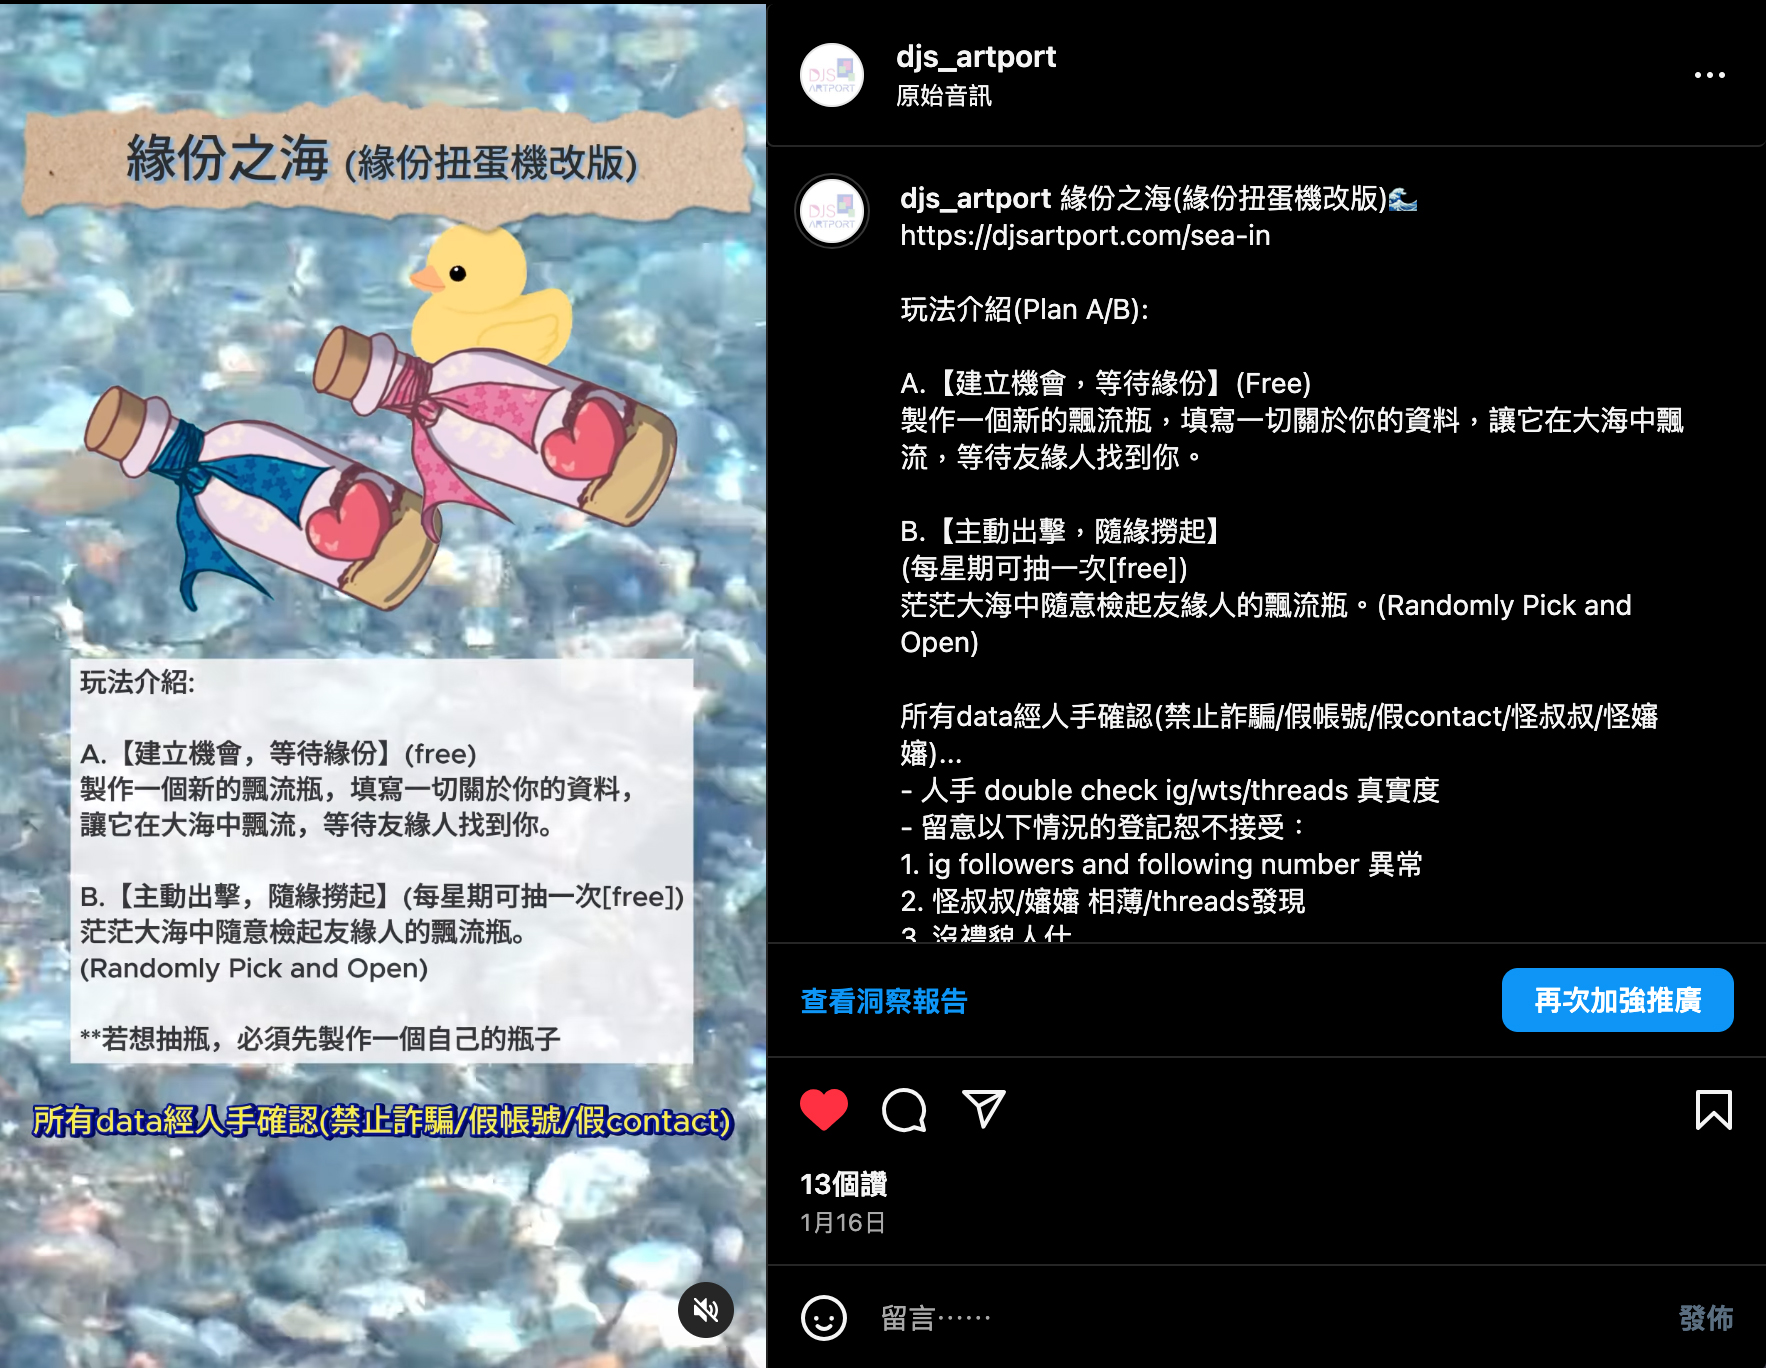 緣份之海 (緣份扭蛋機改版)
玩法介紹:
A.【建立機會，等待緣份】(free)
製作一個新的飄流瓶，填寫一切關於你的資料，
讓它在大海中飄流，等待友緣人找到你。
B.【主動出擊，隨緣撈起】(每星期可抽一次[free])
茫茫大海中隨意檢起友緣人的飄流瓶。
(Randomly Pick and Open)
**若想抽瓶，必須先製作一個自己的瓶子
所有data經人手確認(禁止詐騙/假帳號/假contact)
DJS
ARTPORT
djs_artport
原始音訊
DJS
ARTPORT
djs_artport 緣份之海(緣份扭蛋機改版)🌊
https://djsartport.com/sea-in
玩法介紹(Plan A/B):
A.【建立機會，等待緣份】(Free)
製作一個新的飄流瓶，填寫一切關於你的資料，讓它在大海中飄
流，等待友緣人找到你。
B.【主動出擊，隨緣撈起】
(每星期可抽一次[free])
茫茫大海中隨意檢起友緣人的飄流瓶。(Randomly Pick and
Open)
所有data經人手確認(禁止詐騙/假帳號/假contact/怪叔叔/怪嬸
嬸)...
- 人手 double check ig/wts/threads 真實度
- 留意以下情況的登記恕不接受：
1. ig followers and following number 異常
2. 怪叔叔/嬸嬸 相薄/threads發現
3. 沒禮貌人仕
查看洞察報告
再次加強推廣
13個讚
1月16日
留言……
發佈